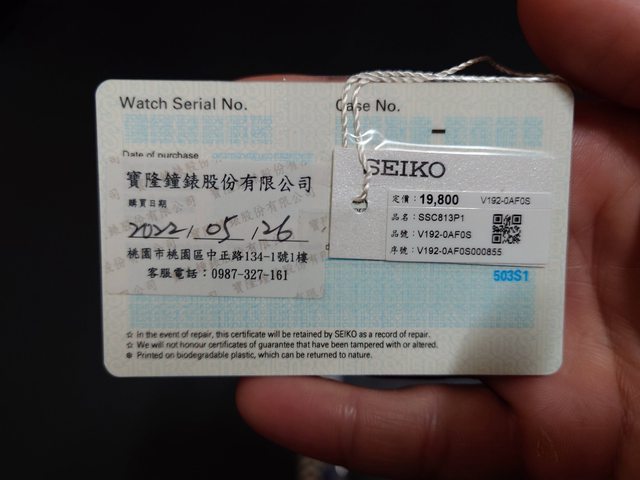 Watch Serial No.
Case No.
-
Date of purchase
寶隆鐘錶股份有限公司
購買日期
2022.05.26
桃園市桃園區中正路134-1號1樓
客服電話：0987-327-161
SEIKO
定價：19,800 V192-0AF0S
品名：SSC813P1
品號：V192-0AF0S
序號：V192-0AF0S000855
503S1
☆ In the event of repair, this certificate will be retained by SEIKO as a record of repair.
☆ We will not honour certificates of guarantee that have been tampered with or altered.
✽ Printed on biodegradable plastic, which can be returned to nature.